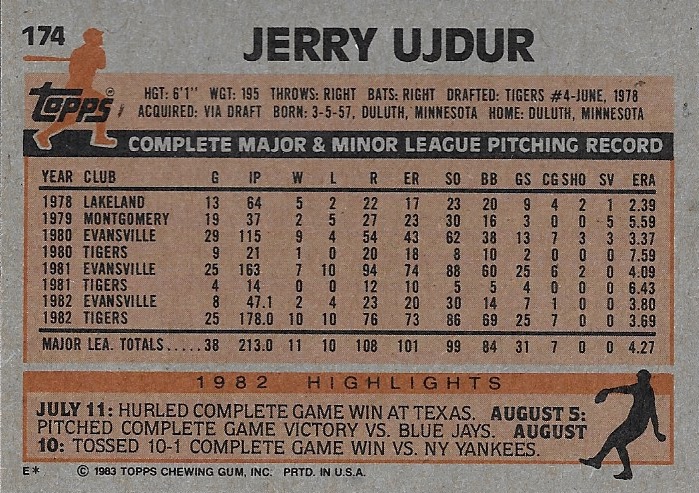 174
JERRY UJDUR
Topps®
HGT: 6'1" WGT: 195 THROWS: RIGHT BATS: RIGHT DRAFTED: TIGERS #4-JUNE, 1978
ACQUIRED: VIA DRAFT BORN: 3-5-57, DULUTH, MINNESOTA HOME: DULUTH, MINNESOTA
COMPLETE MAJOR & MINOR LEAGUE PITCHING RECORD
YEAR CLUB G IP W L R ER SO BB GS CG SHO SV ERA
1978 LAKELAND 13 64 5 2 22 17 23 20 9 4 2 1 2.39
1979 MONTGOMERY 19 37 2 5 27 23 30 16 3 0 0 5 5.59
1980 EVANSVILLE 29 115 9 4 54 43 62 38 13 7 3 3 3.37
1980 TIGERS 9 21 1 0 20 18 8 10 2 0 0 0 7.59
1981 EVANSVILLE 25 163 7 10 94 74 88 60 25 6 2 0 4.09
1981 TIGERS 4 14 0 0 12 10 5 5 4 0 0 0 6.43
1982 EVANSVILLE 8 47.1 2 4 23 20 30 14 7 1 0 0 3.80
1982 TIGERS 25 178.0 10 10 76 73 86 69 25 7 0 0 3.69
MAJOR LEA. TOTALS.....38 213.0 11 10 108 101 99 84 31 7 0 0 4.27
1982 HIGHLIGHTS
JULY 11: HURLED COMPLETE GAME WIN AT TEXAS. AUGUST 5:
PITCHED COMPLETE GAME VICTORY VS. BLUE JAYS. AUGUST
10: TOSSED 10-1 COMPLETE GAME WIN VS. NY YANKEES.
E* © 1983 TOPPS CHEWING GUM, INC. PRTD. IN U.S.A.